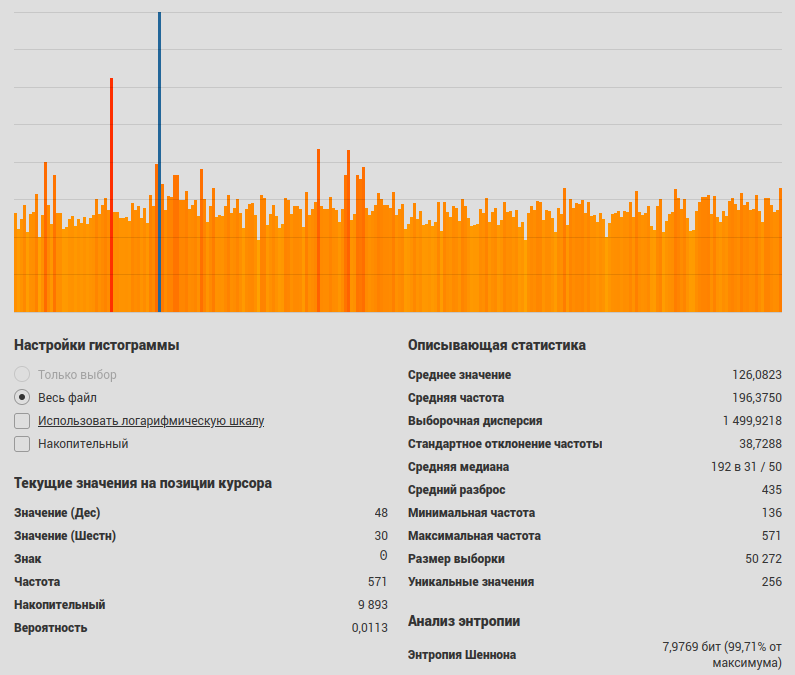 Настройки гистограммы
Только выбор
Весь файл
Использовать логарифмическую шкалу
Накопительный
Текущие значения на позиции курсора
Значение (Дес) 48
Значение (Шестн) 30
Знак 0
Частота 571
Накопительный 9 893
Вероятность 0,0113
Описывающая статистика
Среднее значение 126,0823
Средняя частота 196,3750
Выборочная дисперсия 1 499,9218
Стандартное отклонение частоты 38,7288
Средняя медиана 192 в 31 / 50
Средний разброс 435
Минимальная частота 136
Максимальная частота 571
Размер выборки 50 272
Уникальные значения 256
Анализ энтропии
Энтропия Шеннона 7,9769 бит (99,71% от
максимума)